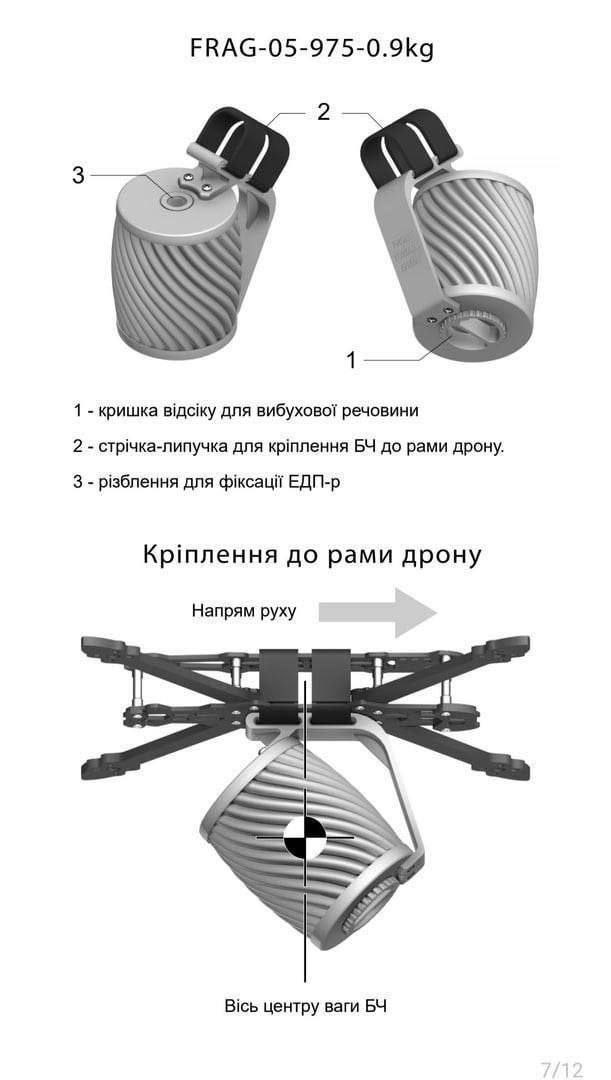 FRAG-05-975-0.9kg
2
3
1
1 - кришка відсіку для вибухової речовини
2 - стрічка-липучка для кріплення БЧ до рами дрону.
3 - різблення для фіксації ЕДП-р
Кріплення до рами дрону
Напрям руху
Вісь центру ваги БЧ
7/12